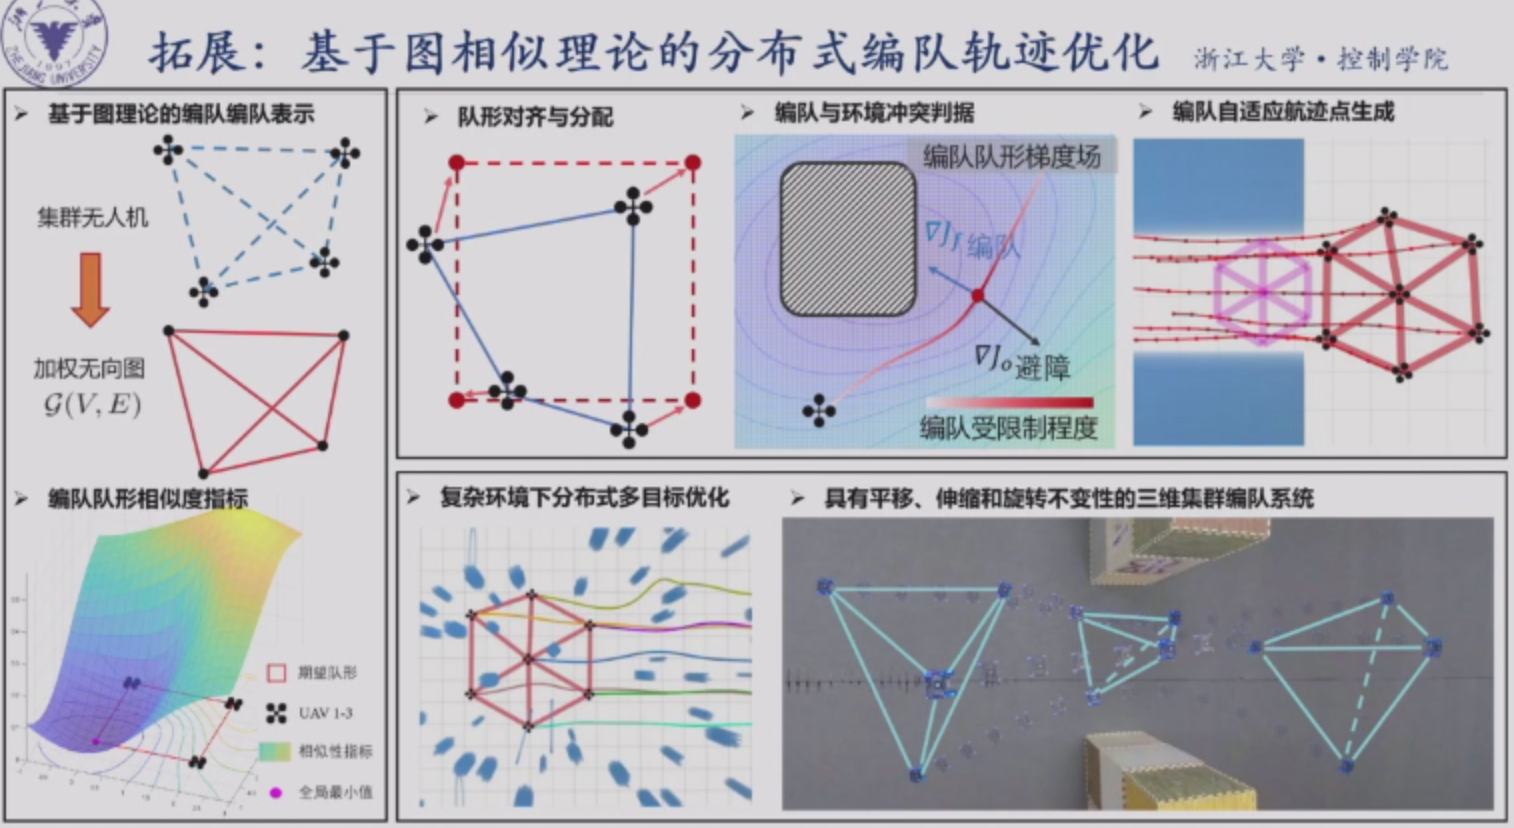 拓展：基于图相似理论的分布式编队轨迹优化
浙江大学·控制学院
ZHEJIANG UNIVERSITY
1897
➤ 基于图理论的编队编队表示
集群无人机
加权无向图
G(V, E)
➤ 编队队形相似度指标
期望队形
UAV 1-3
相似性指标
全局最小值
➤ 队形对齐与分配
➤ 编队与环境冲突判据
编队队形梯度场
∇J_f 编队
∇J_o 避障
编队受限制程度
➤ 编队自适应航迹点生成
➤ 复杂环境下分布式多目标优化
➤ 具有平移、伸缩和旋转不变性的三维集群编队系统